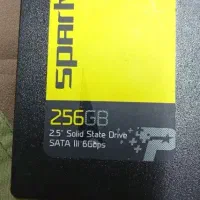 spark
256GB
2.5" Solid State Drive
SATA III 6Gbps